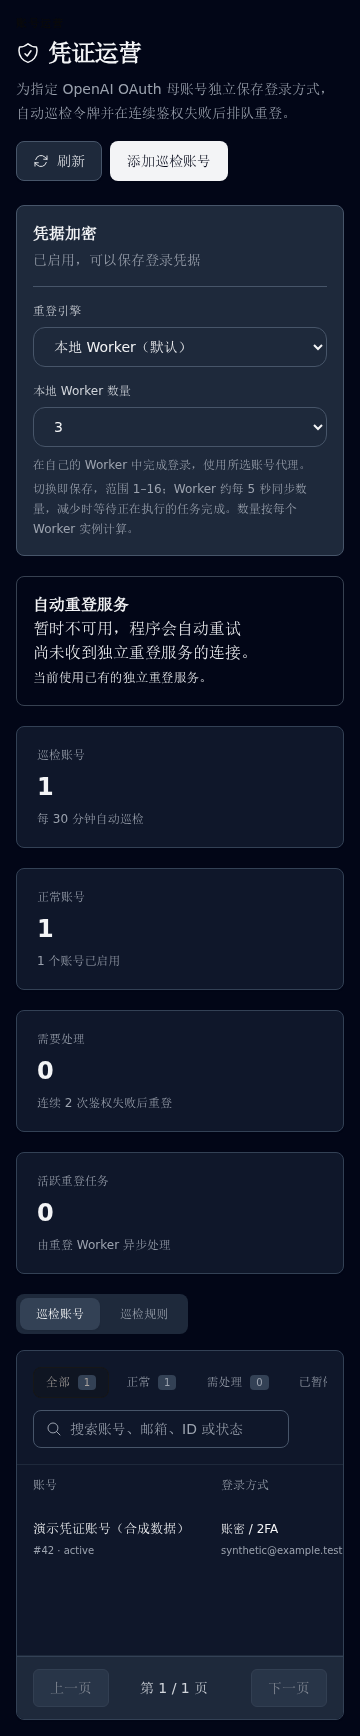 凭证运营
为指定 OpenAI OAuth 母账号独立保存登录方式，
自动巡检令牌并在连续鉴权失败后排队重登。
刷新
添加巡检账号
凭据加密
已启用，可以保存登录凭据
重登引擎
本地 Worker（默认）
本地 Worker 数量
3
在自己的 Worker 中完成登录，使用所选账号代理。
切换即保存，范围 1–16；Worker 约每 5 秒同步数
量，减少时等待正在执行的任务完成。数量按每个
Worker 实例计算。
自动重登服务
暂时不可用，程序会自动重试
尚未收到独立重登服务的连接。
当前使用已有的独立重登服务。
巡检账号
1
每 30 分钟自动巡检
正常账号
1
1 个账号已启用
需要处理
0
连续 2 次鉴权失败后重登
活跃重登任务
0
由重登 Worker 异步处理
巡检账号 巡检规则
全部 1 正常 1 需处理 0 已暂
搜索账号、邮箱、ID 或状态
账号 登录方式
演示凭证账号（合成数据） 账密 / 2FA
#42 · active synthetic@example.test
上一页 第 1 / 1 页 下一页